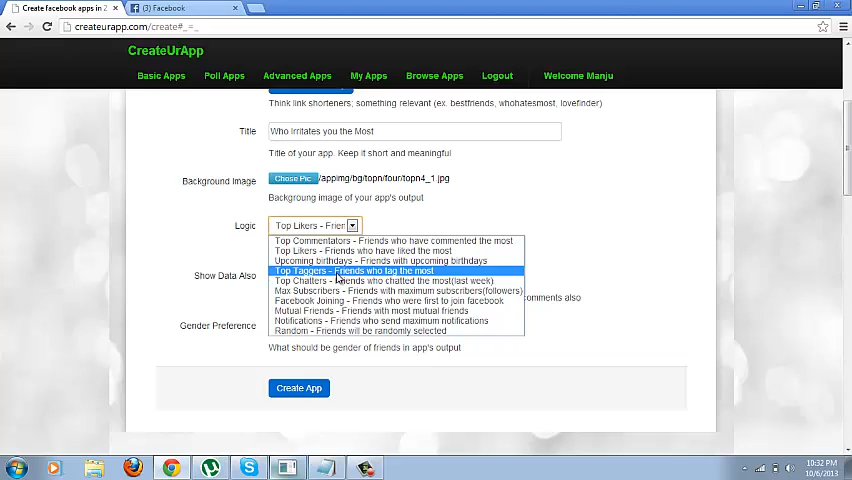 Create facebook apps in 2
(3) Facebook
createurapp.com/create#_=_
CreateUrApp
Basic Apps Poll Apps Advanced Apps My Apps Browse Apps Logout Welcome Manju
Think link shorteners; something relevant (ex. bestfriends, whohatesmost, lovefinder)
Title Who Irritates you the Most
Title of your app. Keep it short and meaningful
Background Image Chose Pic /appimg/bg/topn/four/topn4_1.jpg
Backgroung image of your app's output
Logic Top Likers - Frien
Top Commentators - Friends who have commented the most
Top Likers - Friends who have liked the most
Upcoming birthdays - Friends with upcoming birthdays
Top Taggers - Friends who tag the most
Show Data Also
Top Chatters - Friends who chatted the most(last week)
Max Subscribers - Friends with maximum subscribers(followers)
comments also
Facebook Joining - Friends who were first to join facebook
Mutual Friends - Friends with most mutual friends
Notifications - Friends who send maximum notifications
Gender Preference
Random - Friends will be randomly selected
What should be gender of friends in app's output
Create App
10:32 PM
10/6/2013